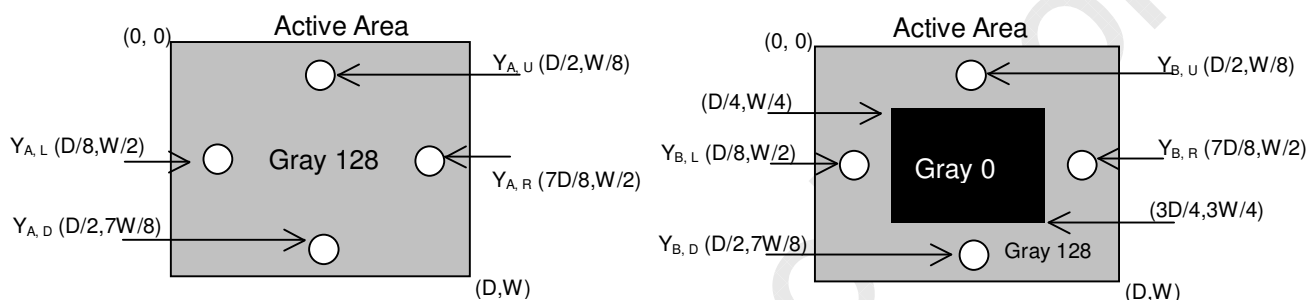 Active Area
(0, 0)
Y_A, U (D/2,W/8)
Y_A, L (D/8,W/2)
Gray 128
Y_A, R (7D/8,W/2)
Y_A, D (D/2,7W/8)
(D,W)
Active Area
(0, 0)
Y_B, U (D/2,W/8)
(D/4,W/4)
Y_B, L (D/8,W/2)
Y_B, R (7D/8,W/2)
Gray 0
(3D/4,3W/4)
Y_B, D (D/2,7W/8)
Gray 128
(D,W)